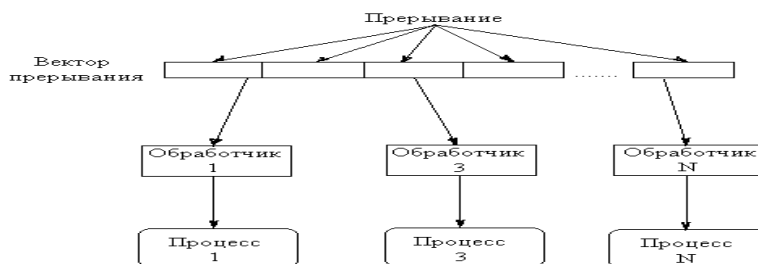 Прерывание
Вектор
прерывания
.......
Обработчик
1
Обработчик
3
Обработчик
N
Процесс
1
Процесс
3
Процесс
N